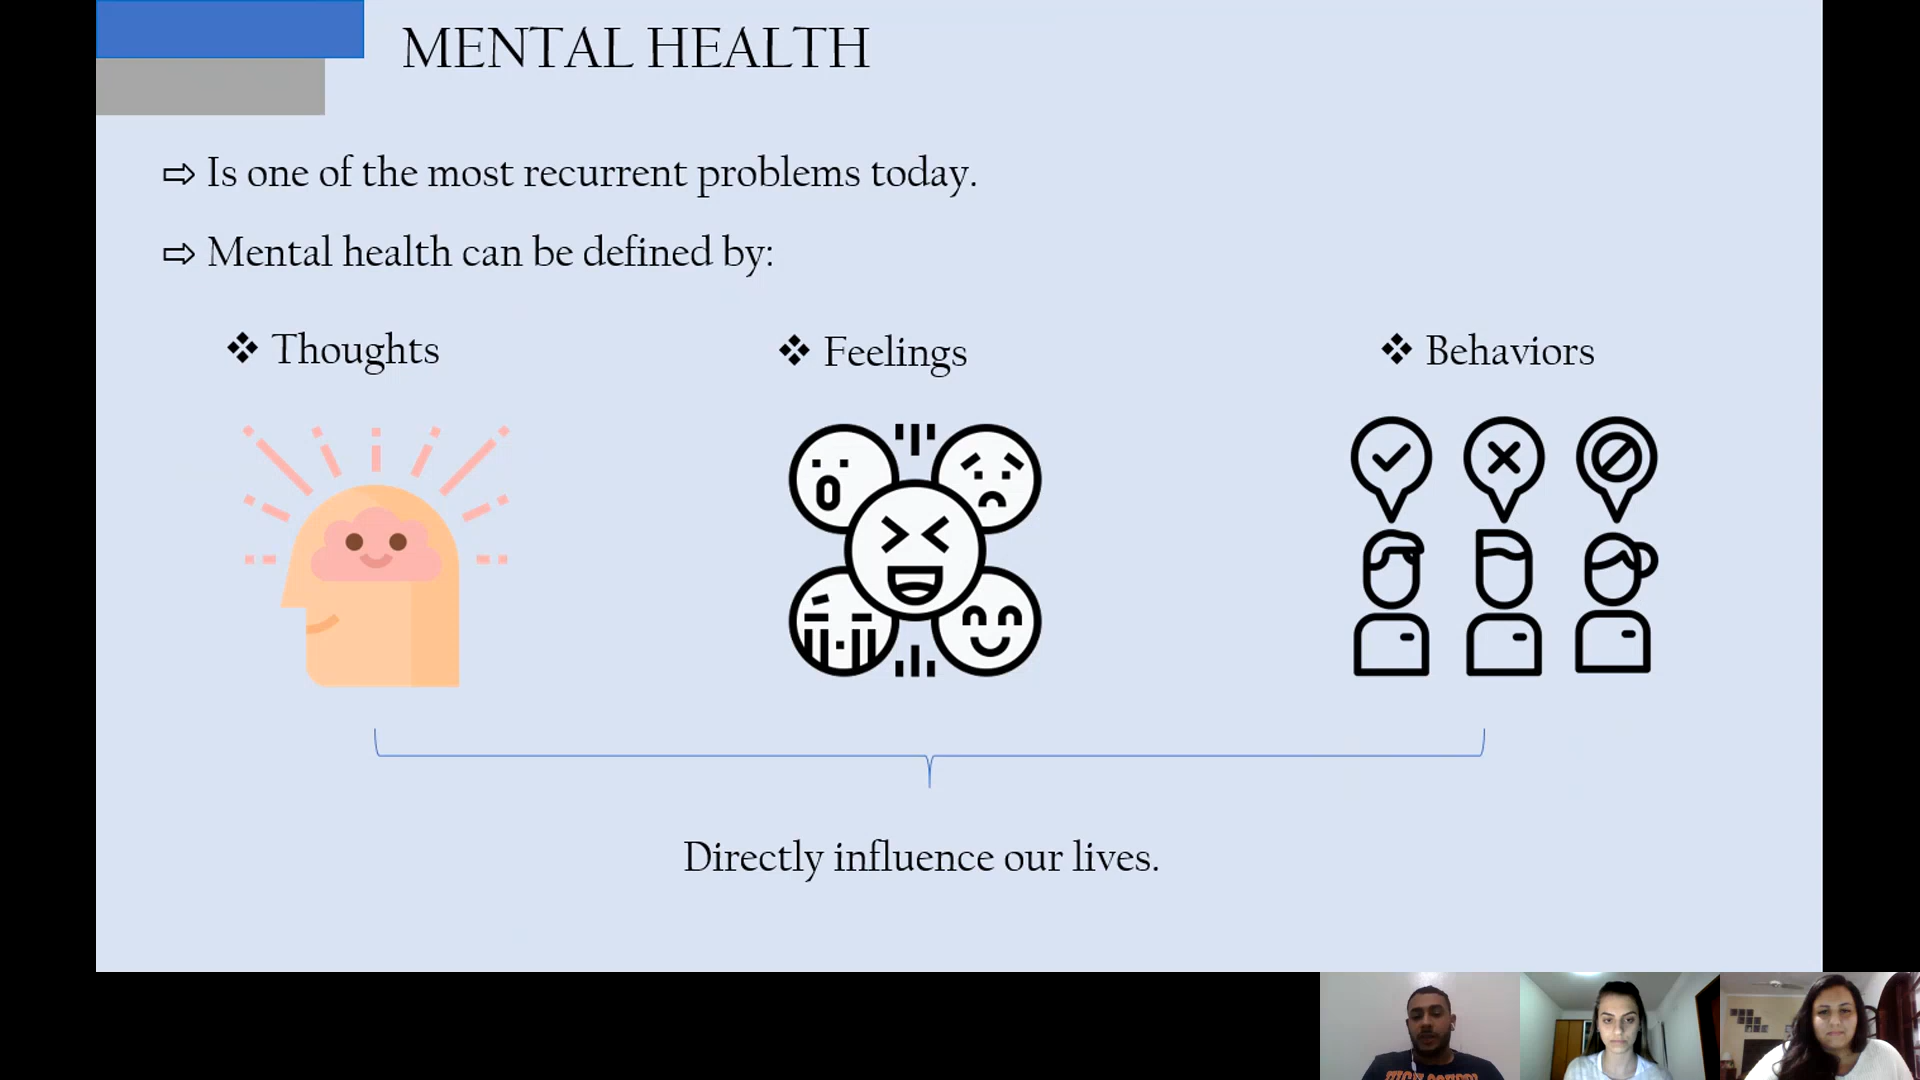 MENTAL HEALTH
⇨ Is one of the most recurrent problems today.
⇨ Mental health can be defined by:
❖ Thoughts
❖ Feelings
❖ Behaviors
Directly influence our lives.